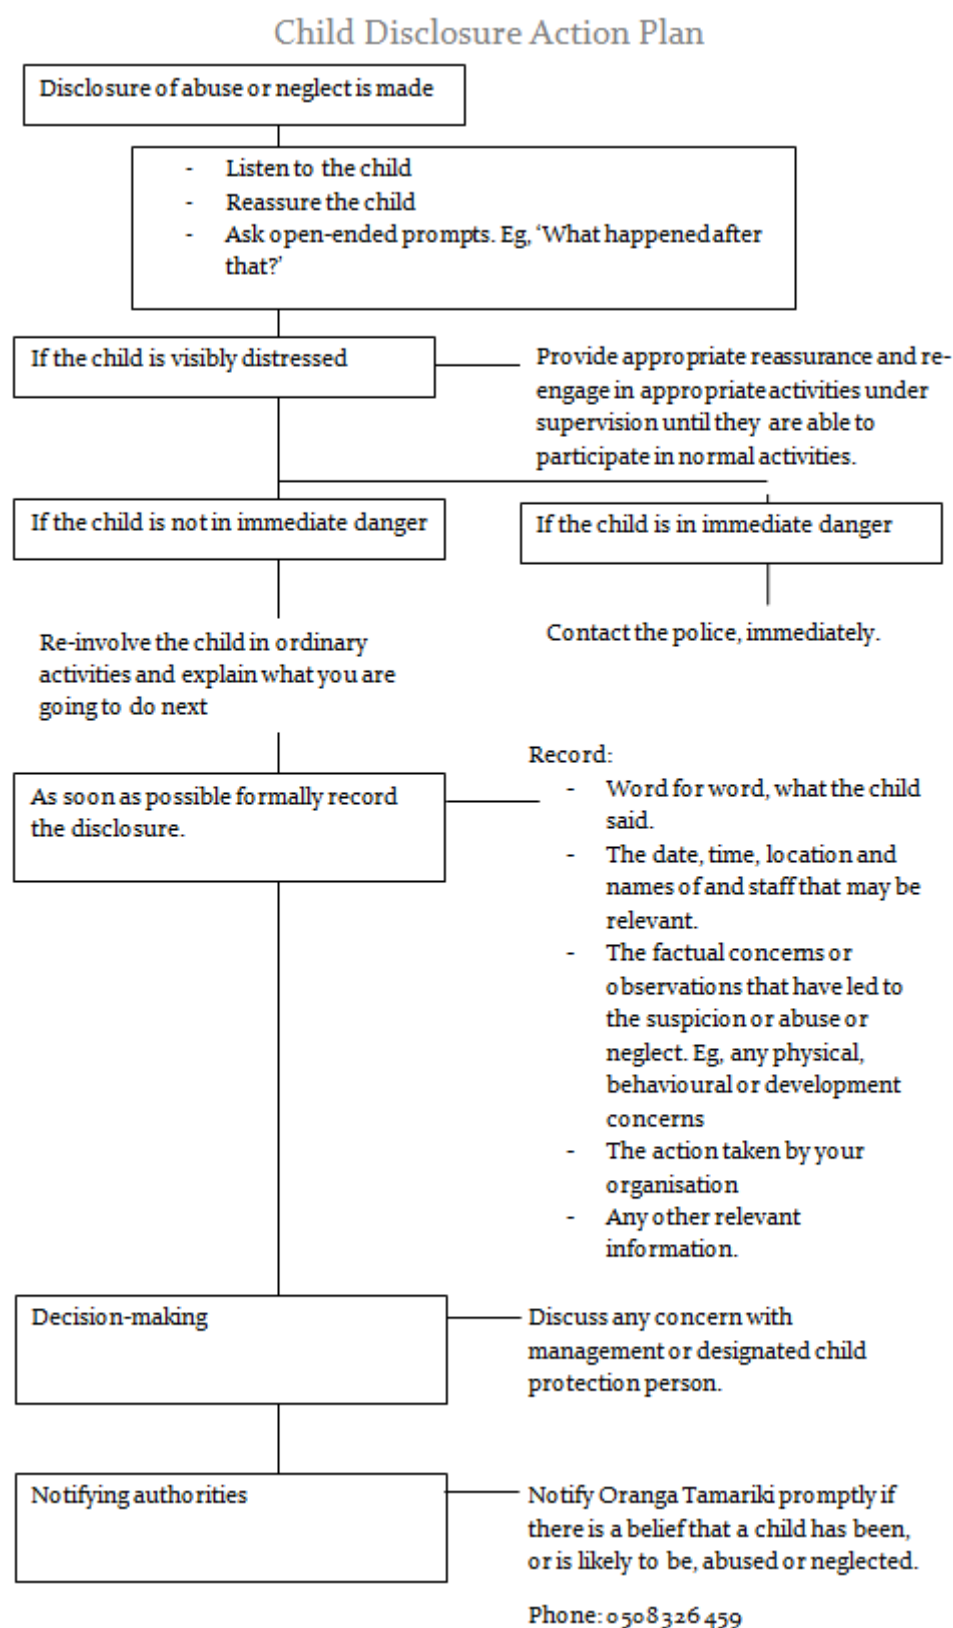 Child Disclosure Action Plan
Disclosure of abuse or neglect is made
- Listen to the child
- Reassure the child
- Ask open-ended prompts. Eg, ‘What happened after
that?’
If the child is visibly distressed
Provide appropriate reassurance and re-
engage in appropriate activities under
supervision until they are able to
participate in normal activities.
If the child is not in immediate danger
If the child is in immediate danger
Re-involve the child in ordinary
activities and explain what you are
going to do next
Contact the police, immediately.
As soon as possible formally record
the disclosure.
Record:
- Word for word, what the child
said.
- The date, time, location and
names of and staff that may be
relevant.
- The factual concerns or
observations that have led to
the suspicion or abuse or
neglect. Eg, any physical,
behavioural or development
concerns
- The action taken by your
organisation
- Any other relevant
information.
Decision-making
Discuss any concern with
management or designated child
protection person.
Notifying authorities
Notify Oranga Tamariki promptly if
there is a belief that a child has been,
or is likely to be, abused or neglected.
Phone: 0508 326 459